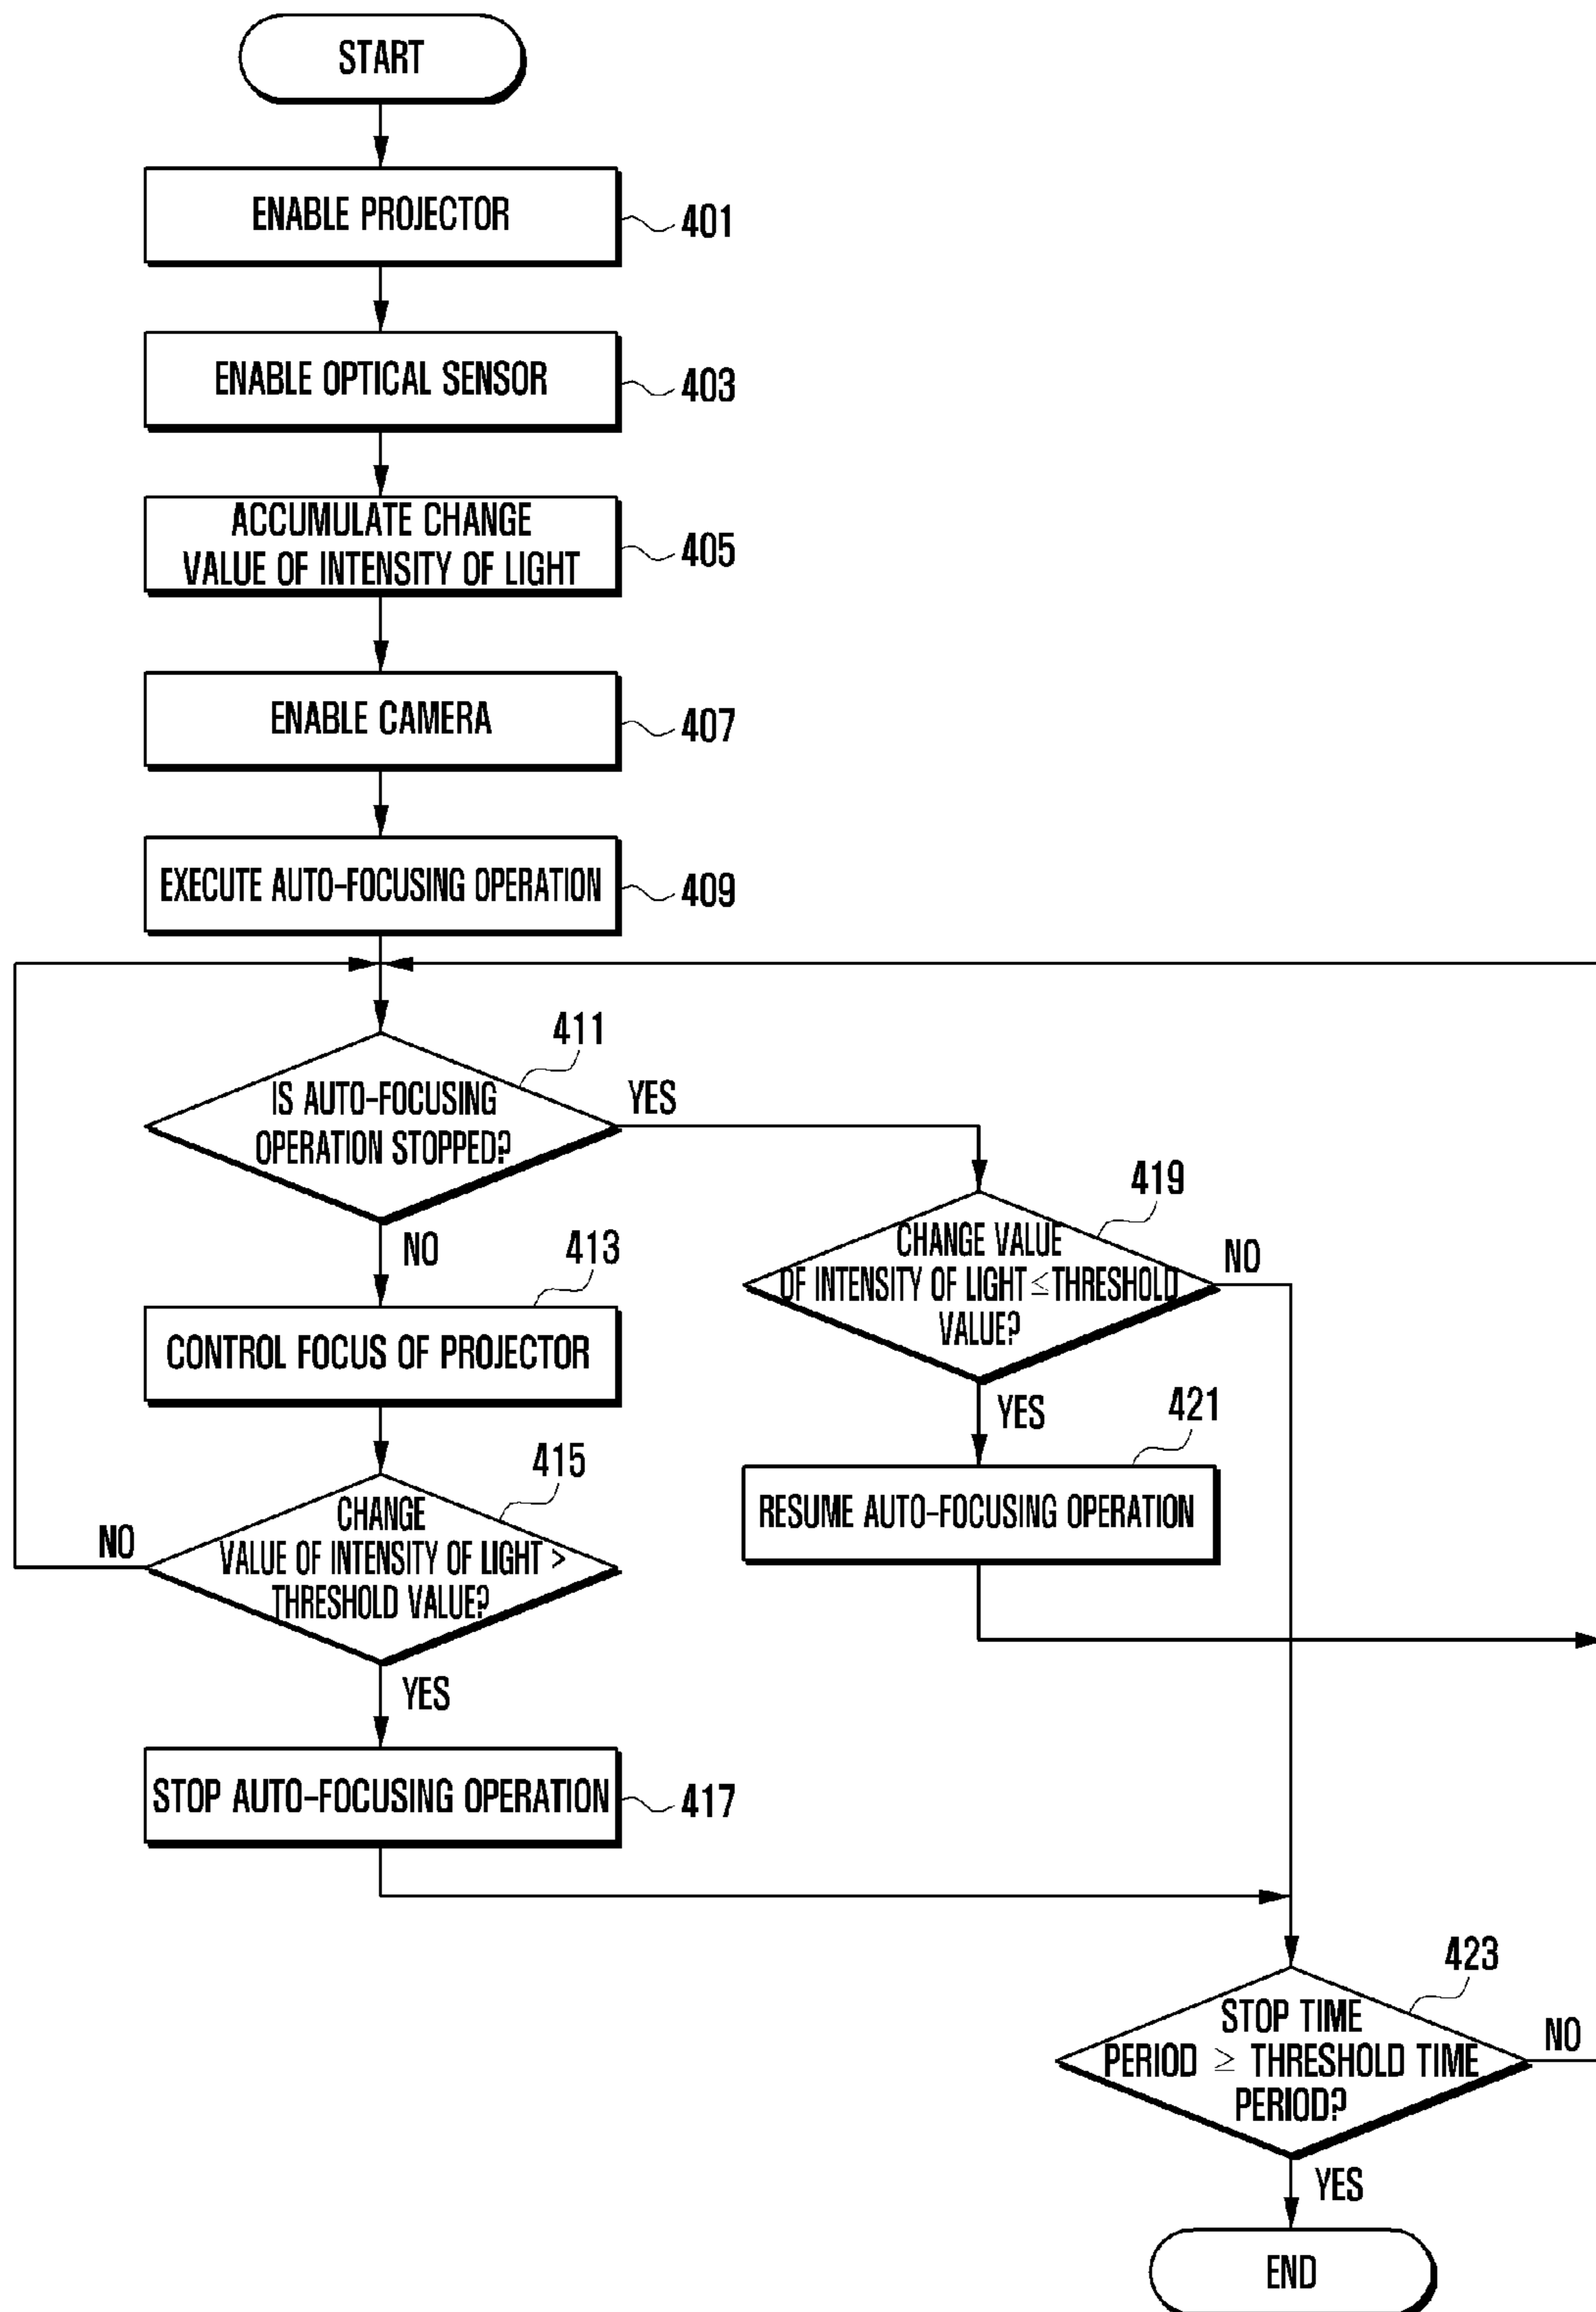 START
ENABLE PROJECTOR
401
ENABLE OPTICAL SENSOR
403
ACCUMULATE CHANGE
VALUE OF INTENSITY OF LIGHT
405
ENABLE CAMERA
407
EXECUTE AUTO-FOCUSING OPERATION
409
411
IS AUTO-FOCUSING
OPERATION STOPPED?
YES
NO
413
CONTROL FOCUS OF PROJECTOR
415
CHANGE
VALUE OF INTENSITY OF LIGHT >
THRESHOLD VALUE?
NO
YES
STOP AUTO-FOCUSING OPERATION
417
419
CHANGE VALUE
OF INTENSITY OF LIGHT ≤ THRESHOLD
VALUE?
NO
YES
421
RESUME AUTO-FOCUSING OPERATION
423
STOP TIME
PERIOD ≥ THRESHOLD TIME
PERIOD?
NO
YES
END